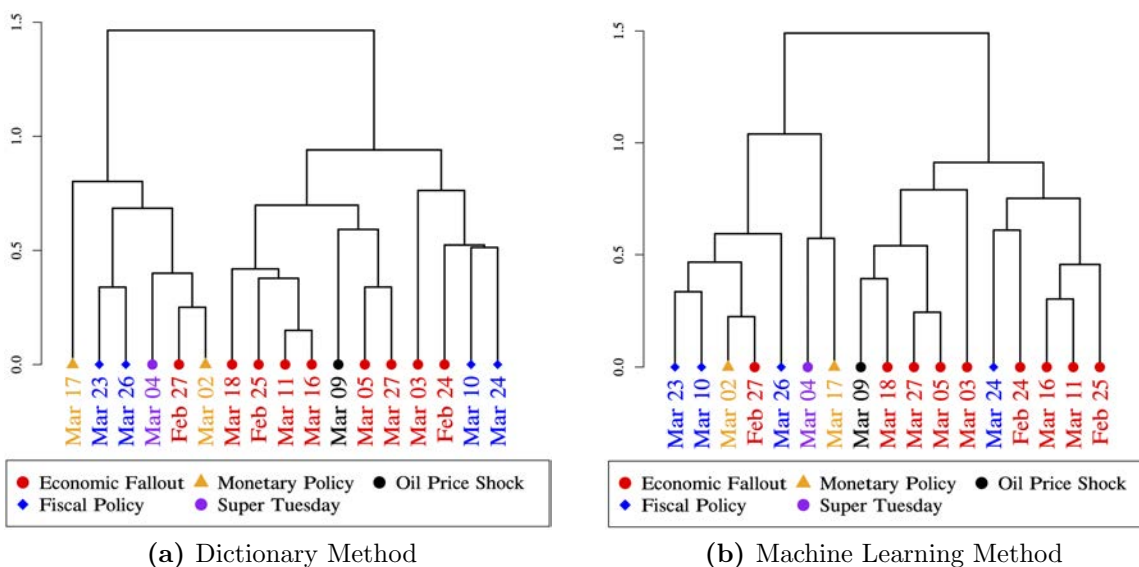 1.5
1.0
0.5
0.0
Mar 17
Mar 23
Mar 26
Mar 04
Feb 27
Mar 02
Mar 18
Feb 25
Mar 11
Mar 16
Mar 09
Mar 05
Mar 27
Mar 03
Feb 24
Mar 10
Mar 24
Economic Fallout Monetary Policy Oil Price Shock
Fiscal Policy Super Tuesday
(a) Dictionary Method
1.5
1.0
0.5
0.0
Mar 23
Mar 10
Mar 02
Feb 27
Mar 26
Mar 04
Mar 17
Mar 09
Mar 18
Mar 27
Mar 05
Mar 03
Mar 24
Feb 24
Mar 16
Mar 11
Feb 25
Economic Fallout Monetary Policy Oil Price Shock
Fiscal Policy Super Tuesday
(b) Machine Learning Method